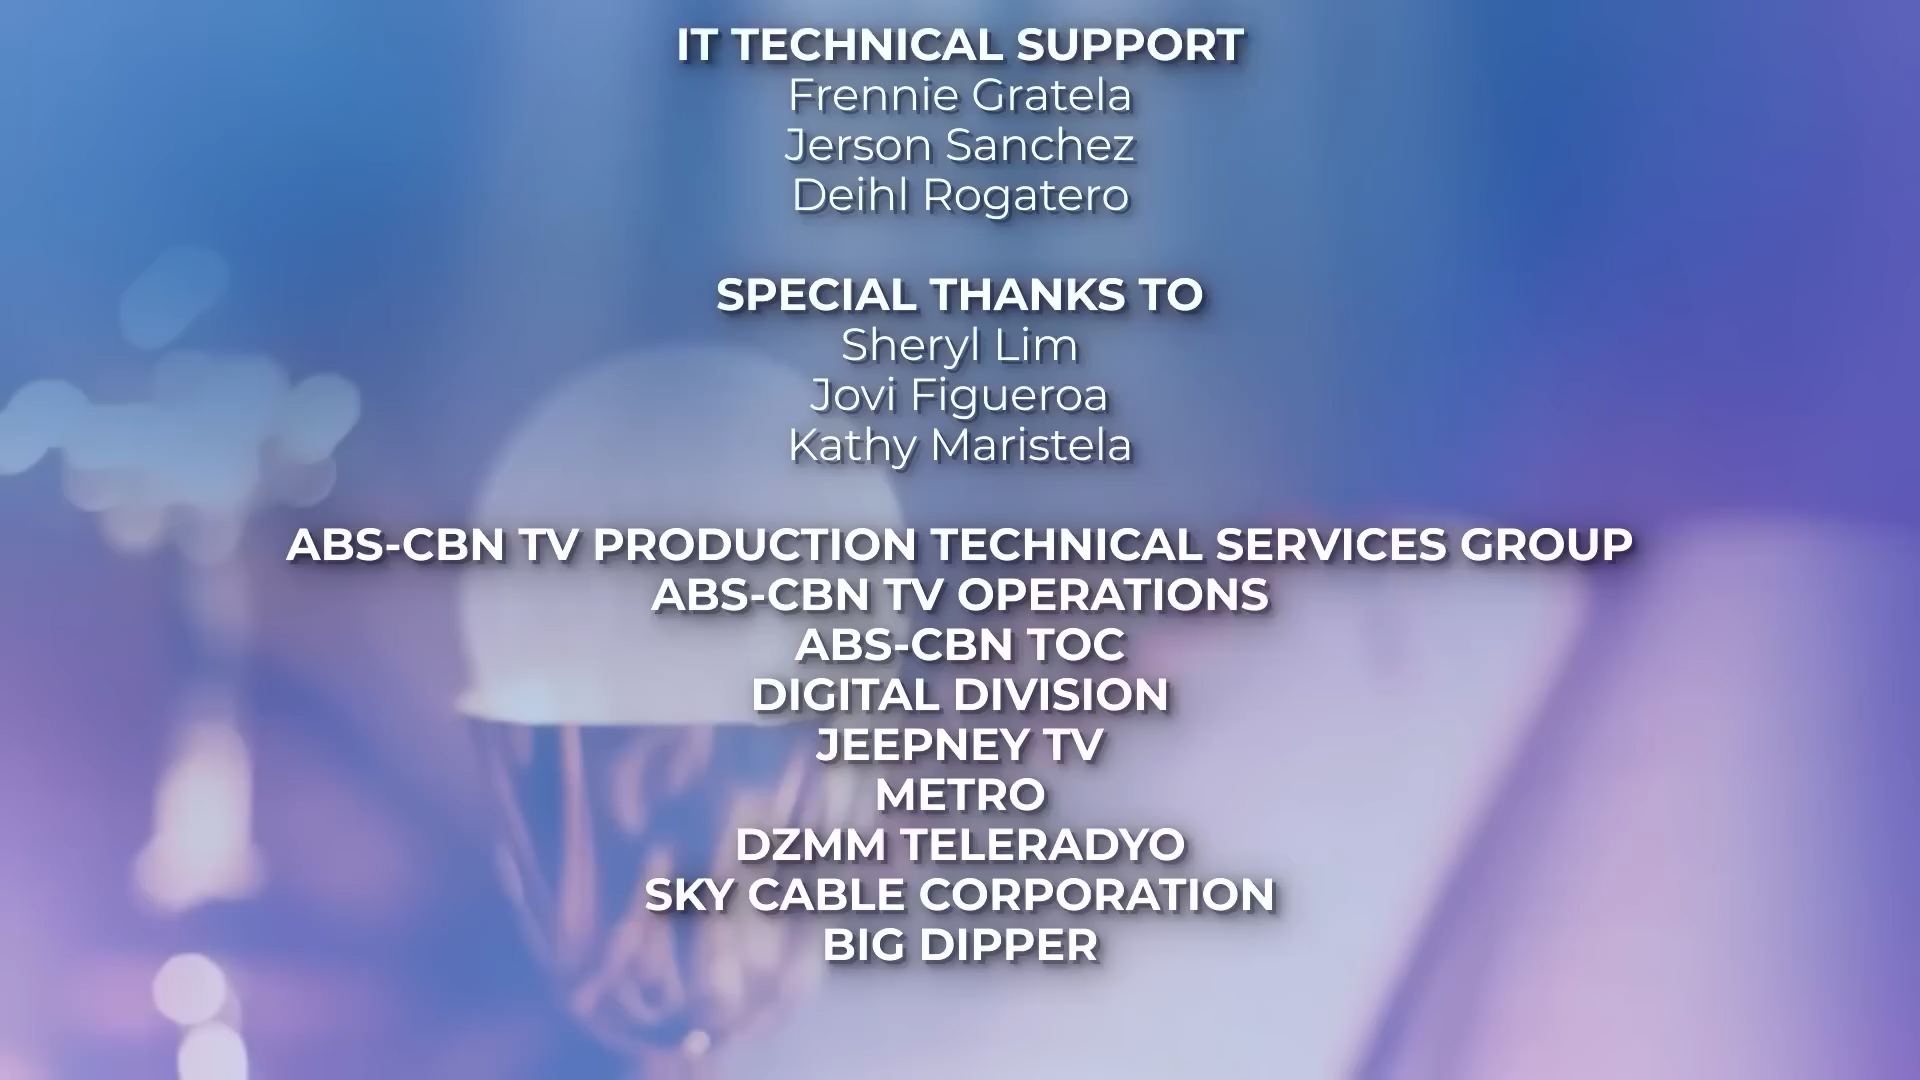 IT TECHNICAL SUPPORT
Frennie Gratela
Jerson Sanchez
Deihl Rogatero
SPECIAL THANKS TO
Sheryl Lim
Jovi Figueroa
Kathy Maristela
ABS-CBN TV PRODUCTION TECHNICAL SERVICES GROUP
ABS-CBN TV OPERATIONS
ABS-CBN TOC
DIGITAL DIVISION
JEEPNEY TV
METRO
DZMM TELERADYO
SKY CABLE CORPORATION
BIG DIPPER